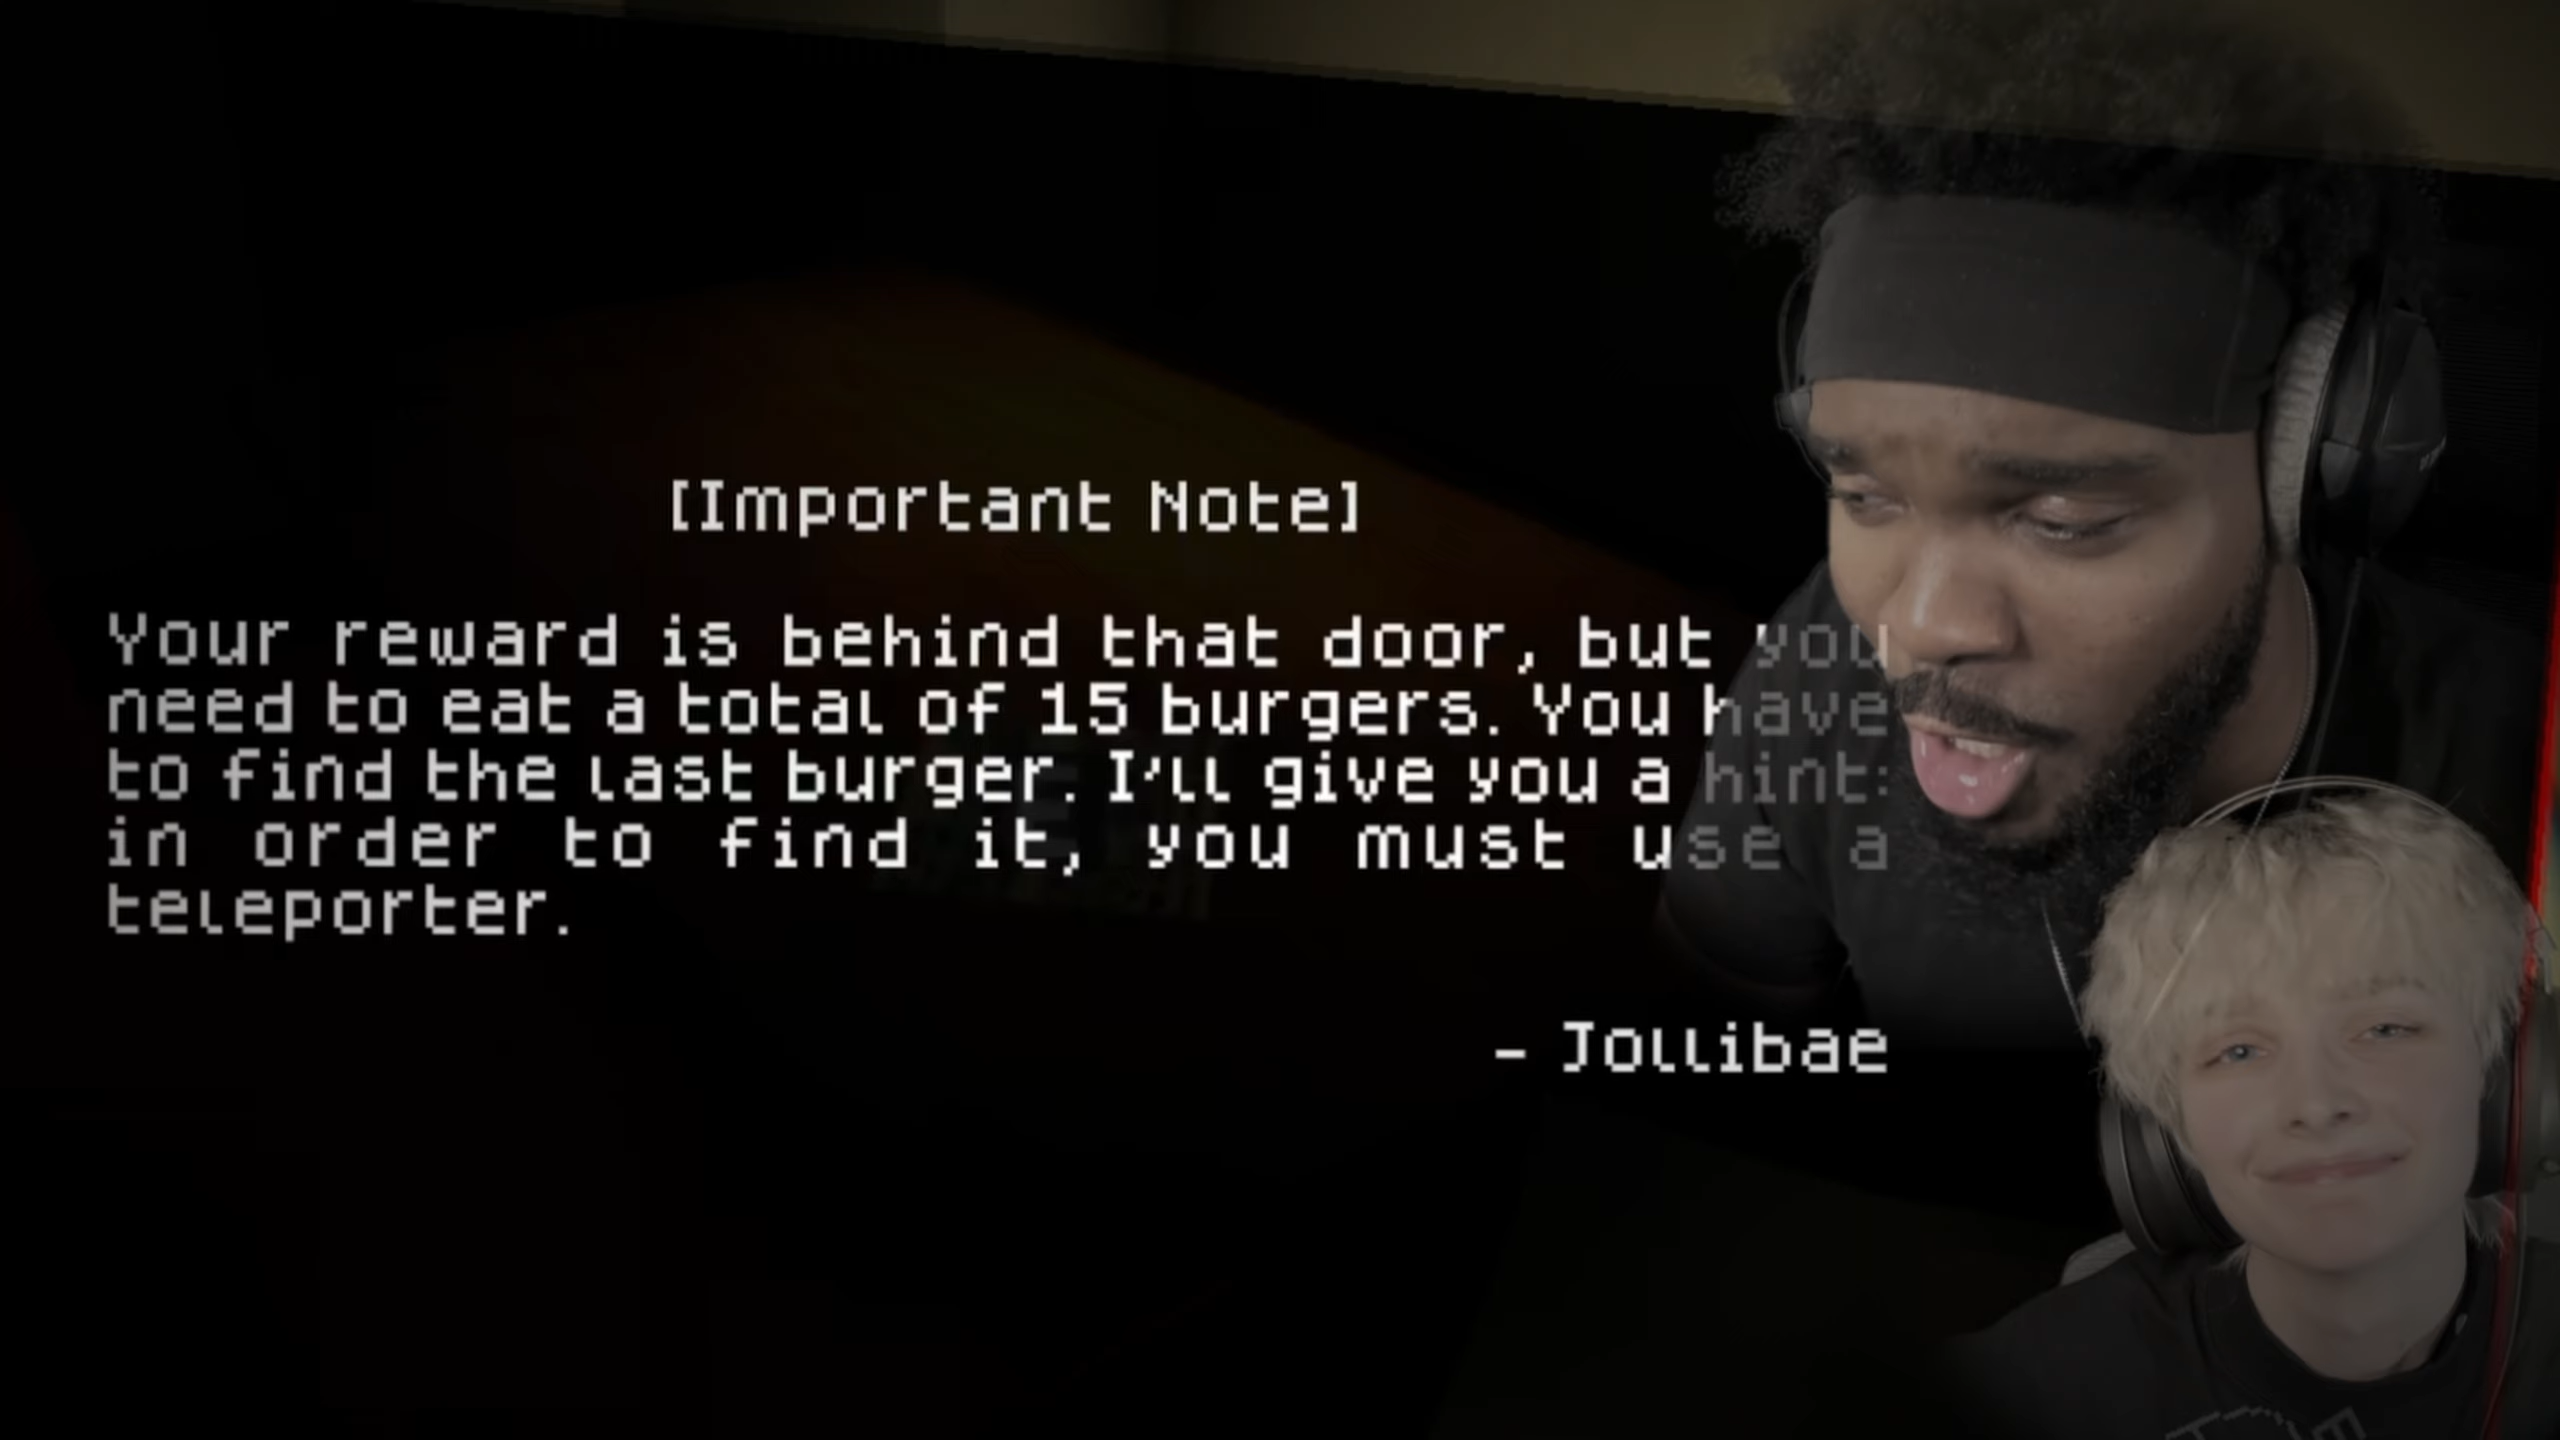 [Important Note]
Your reward is behind that door, but you
need to eat a total of 15 burgers. You have
to find the last burger. I'll give you a hint:
in order to find it, you must use a
teleporter.
- Jollibae